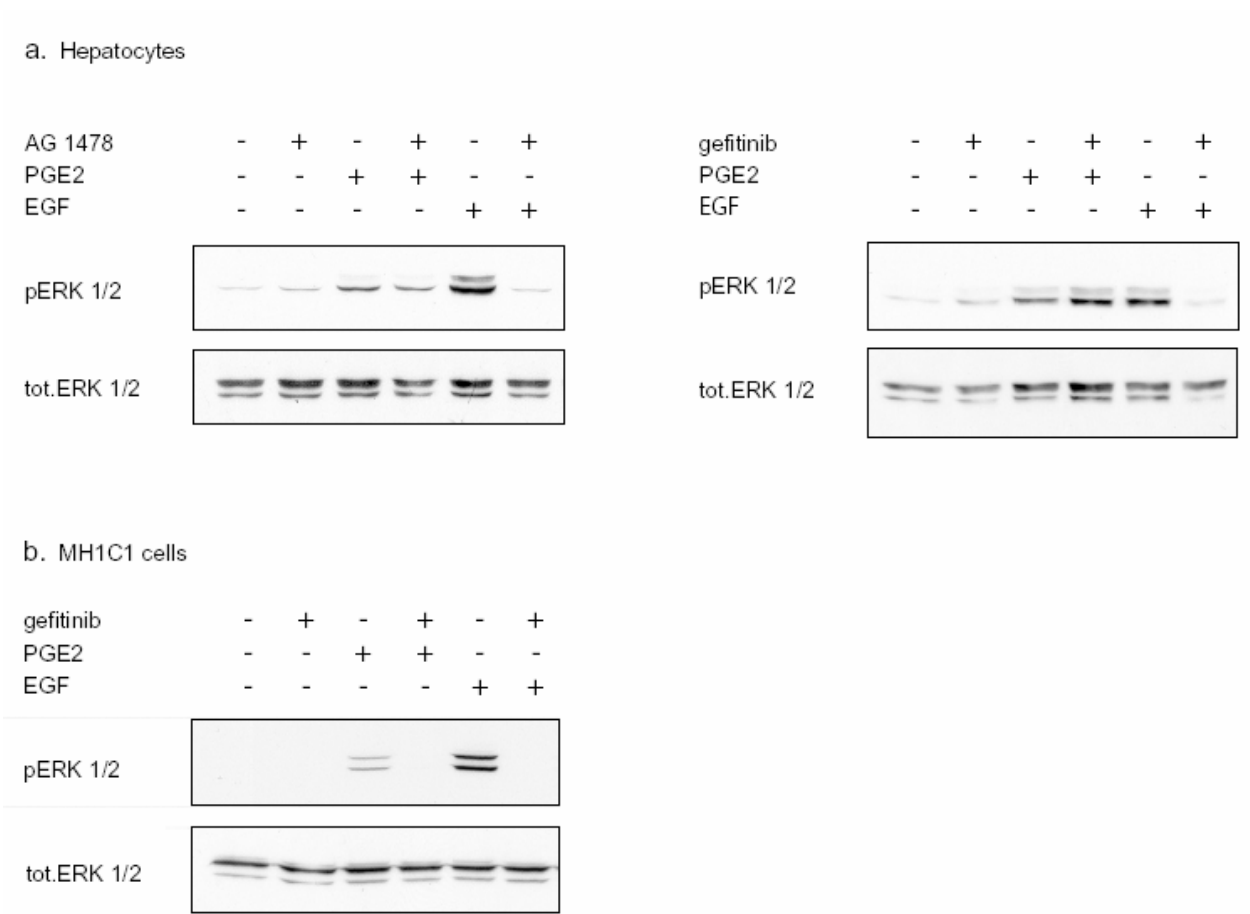 a. Hepatocytes
AG 1478 - + - + - +
PGE2 - - + + - -
EGF - - - - + +
pERK 1/2
tot.ERK 1/2
gefitinib - + - + - +
PGE2 - - + + - -
EGF - - - - + +
pERK 1/2
tot.ERK 1/2
b. MH1C1 cells
gefitinib - + - + - +
PGE2 - - + + - -
EGF - - - - + +
pERK 1/2
tot.ERK 1/2